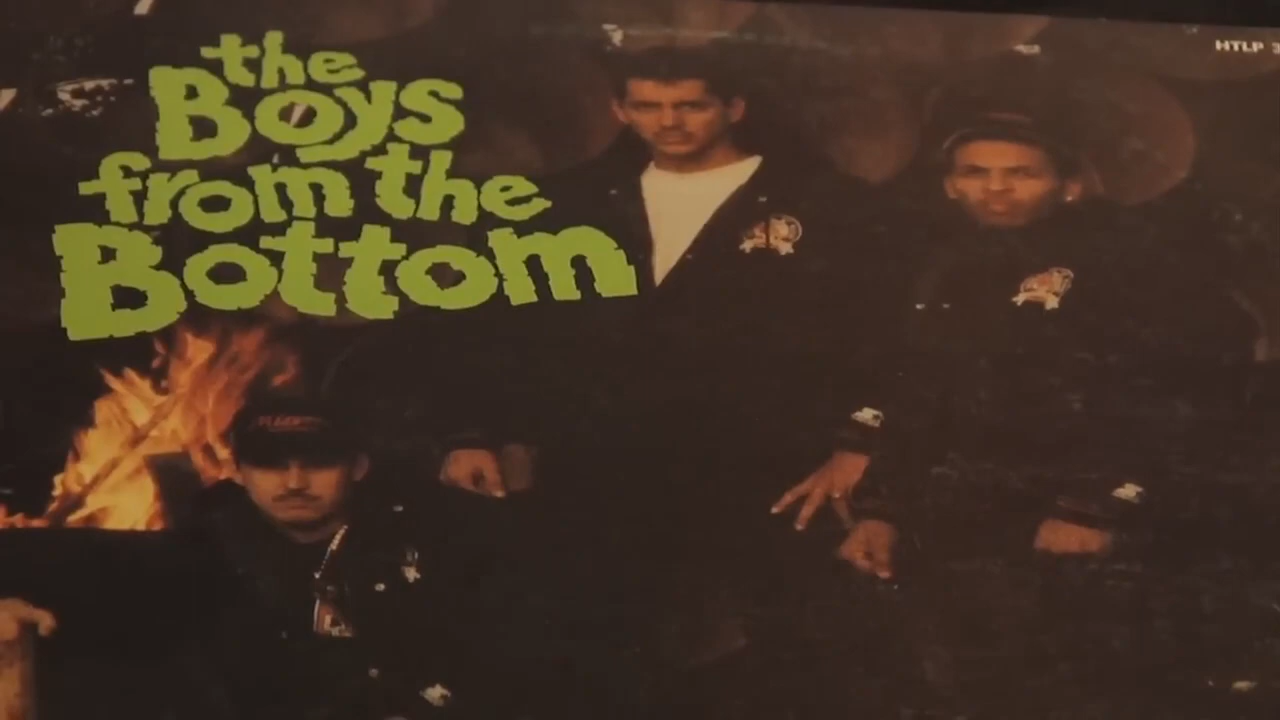 the
Boys
from the
Bottom
HTLP 3